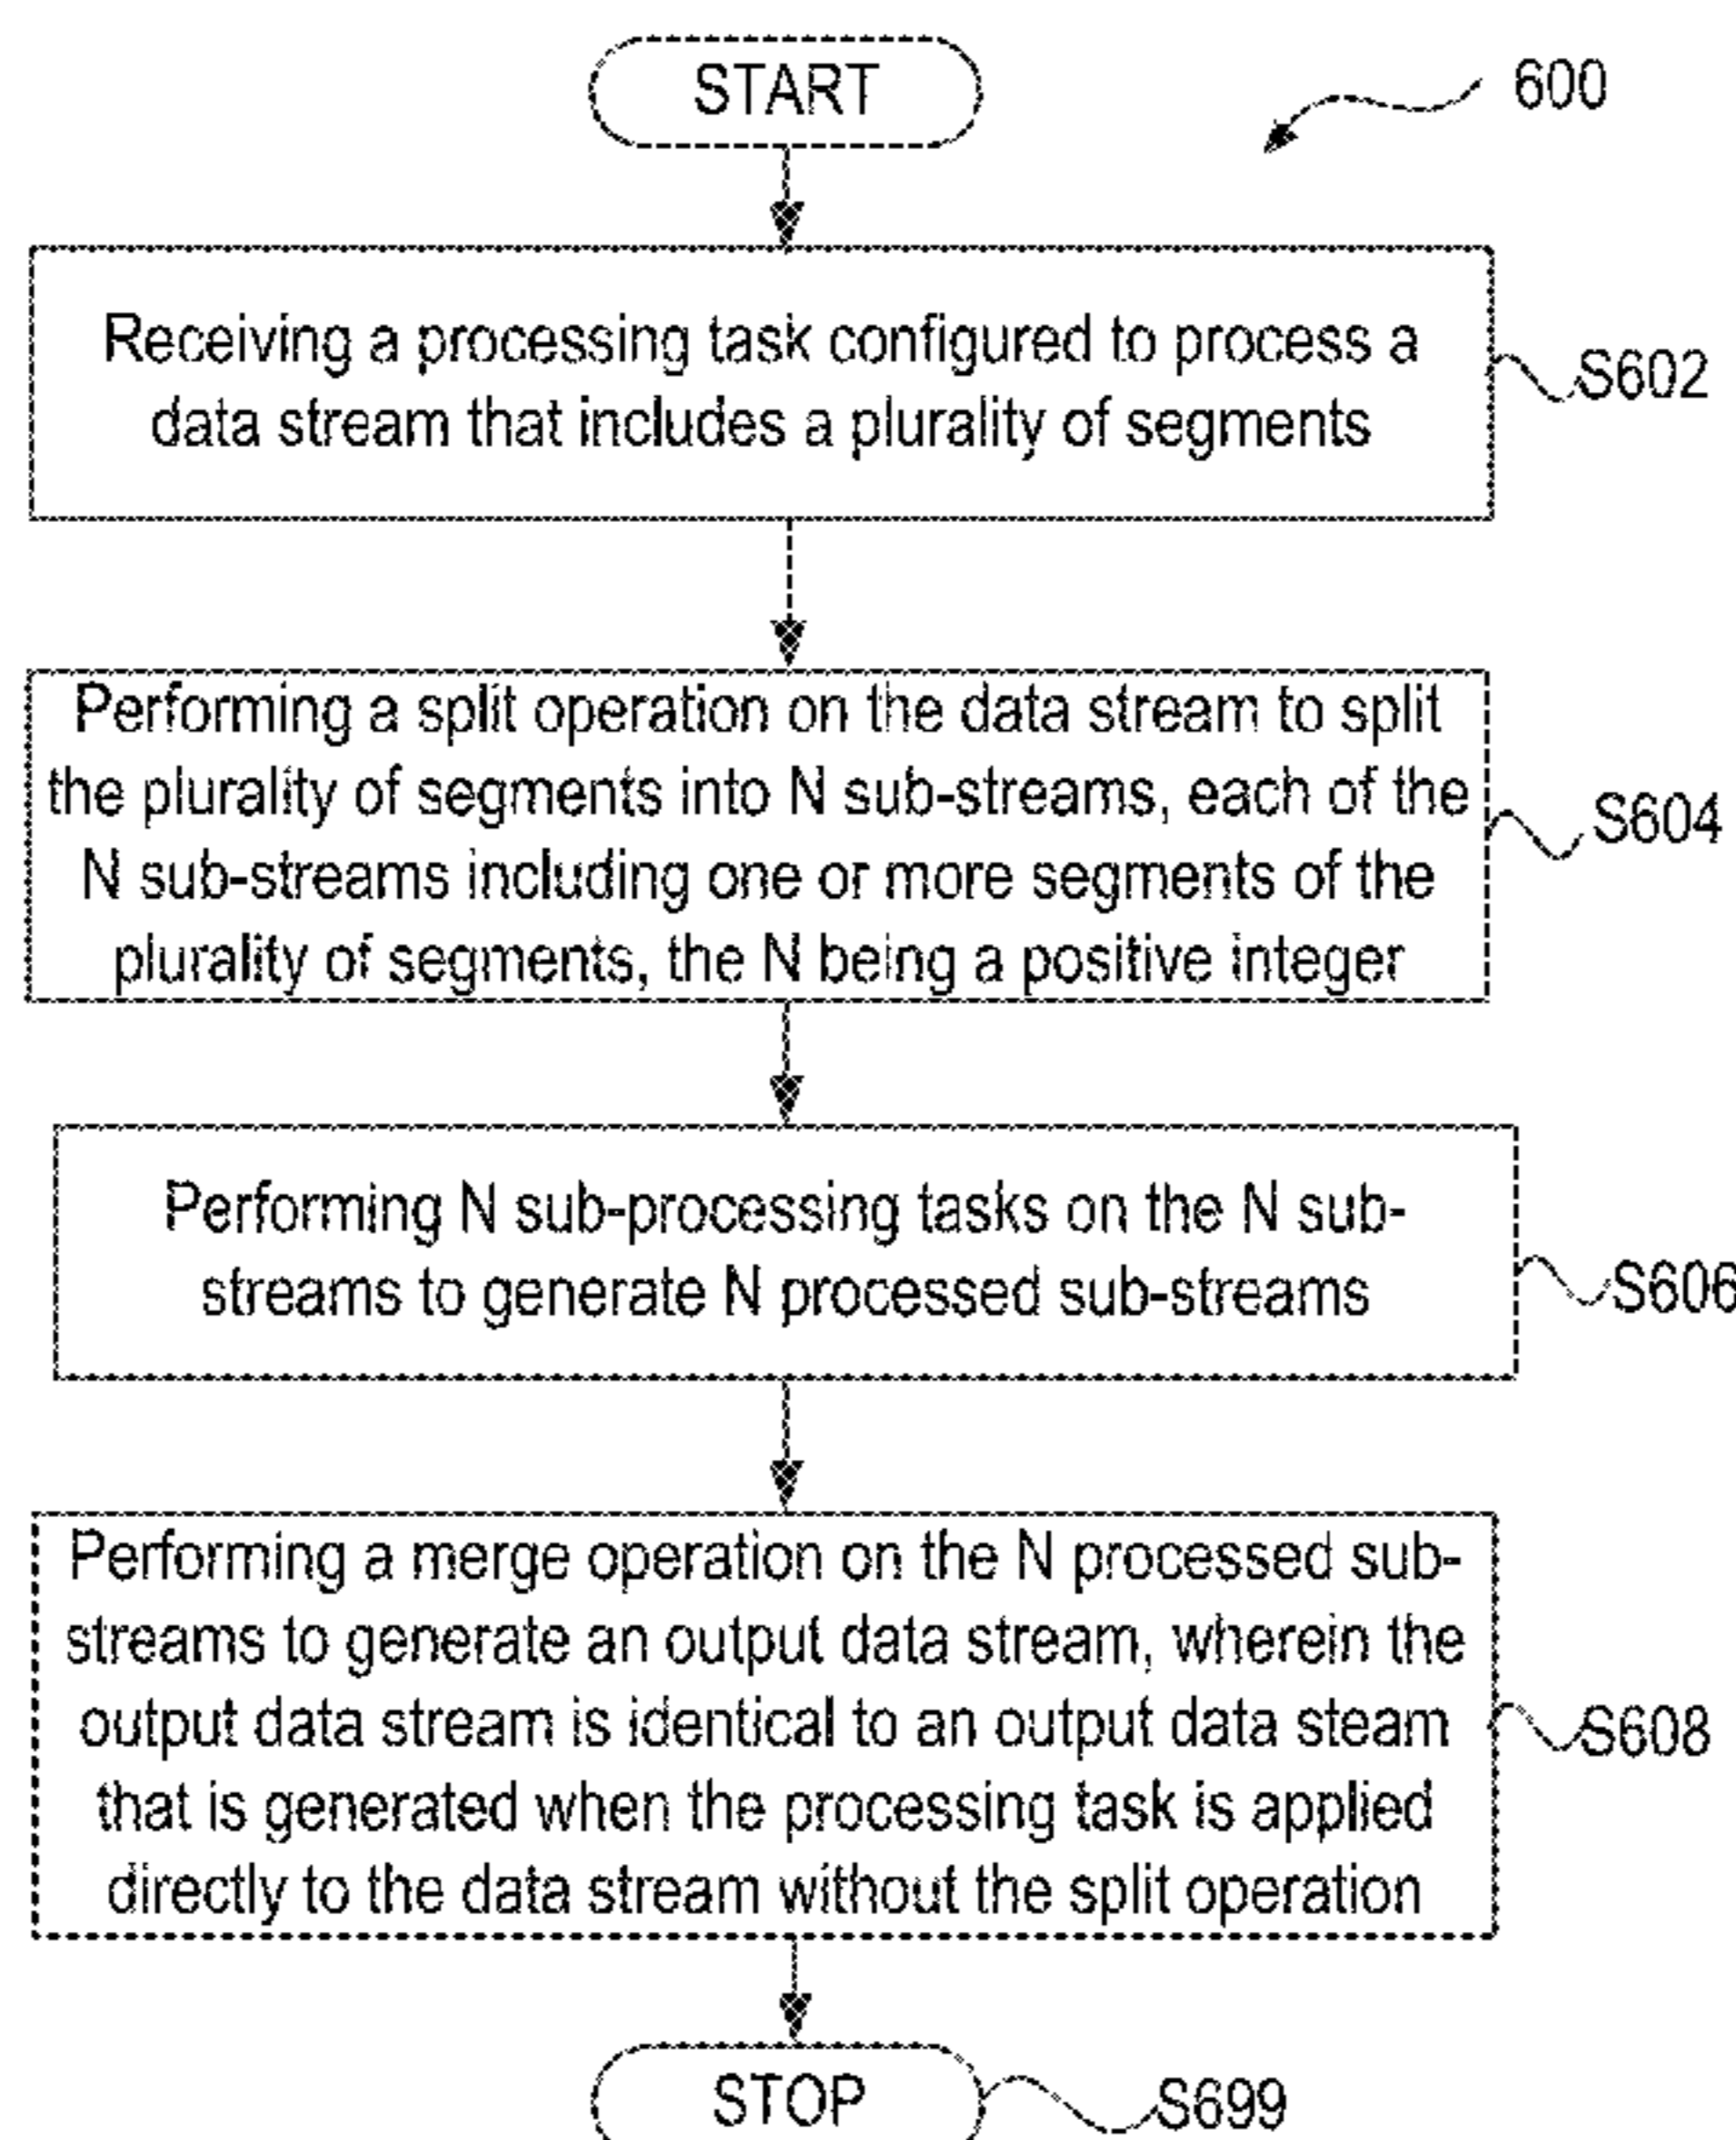 START
600
Receiving a processing task configured to process a
data stream that includes a plurality of segments
S602
Performing a split operation on the data stream to split
the plurality of segments into N sub-streams, each of the
N sub-streams including one or more segments of the
plurality of segments, the N being a positive integer
S604
Performing N sub-processing tasks on the N sub-
streams to generate N processed sub-streams
S606
Performing a merge operation on the N processed sub-
streams to generate an output data stream, wherein the
output data stream is identical to an output data steam
that is generated when the processing task is applied
directly to the data stream without the split operation
S608
STOP
S699